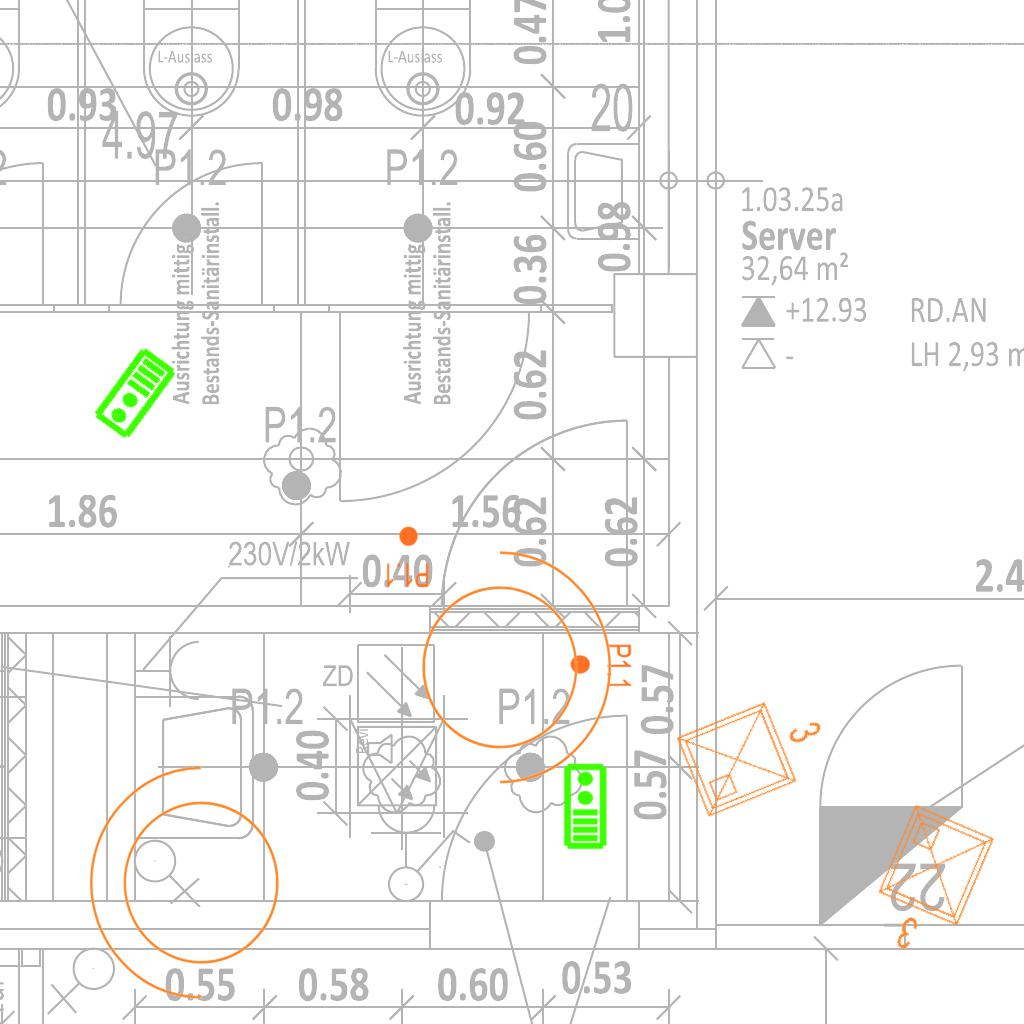 0.47
1.0
L-Auslass
L-Auslass
0.93
0.98
0.92
20
4.97
0.60
P1.2
P1.2
1.03.25a
Server
32,64 m²
0.98
0.36
Ausrichtung mittig
Bestands-Sanitärinstall.
Ausrichtung mittig
Bestands-Sanitärinstall.
+12.93
RD.AN
-
LH 2,93 m
0.62
P1.2
1.86
1.56
0.62
0.62
230V/2kW
0.40
P1.1
2.4
P1.1
ZD
0.57
P1.2
P1.2
Revi
0.40
3
0.57
22
3
0.55
0.58
0.60
0.53